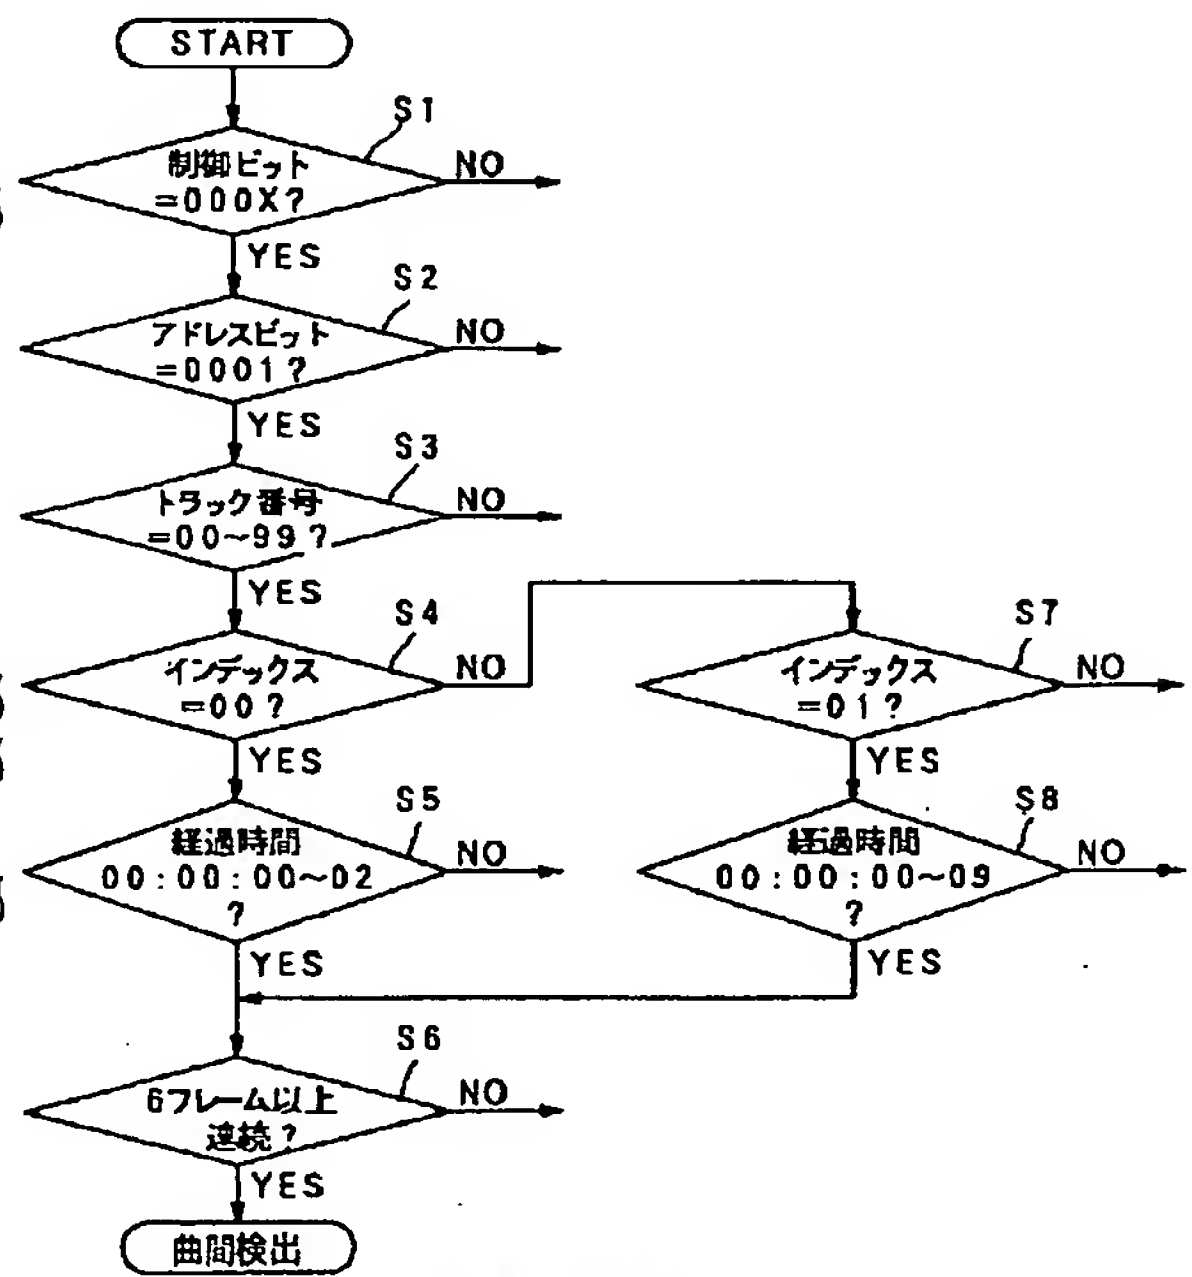 START
S1
制御ビット
=000X?
NO
YES
S2
アドレスビット
=0001?
NO
YES
S3
トラック番号
=00~99?
NO
YES
S4
インデックス
=00?
NO
YES
S7
インデックス
=01?
NO
YES
S5
経過時間
00:00:00~02
?
NO
YES
S8
経過時間
00:00:00~09
?
NO
YES
S6
6フレーム以上
連続?
NO
YES
曲間検出